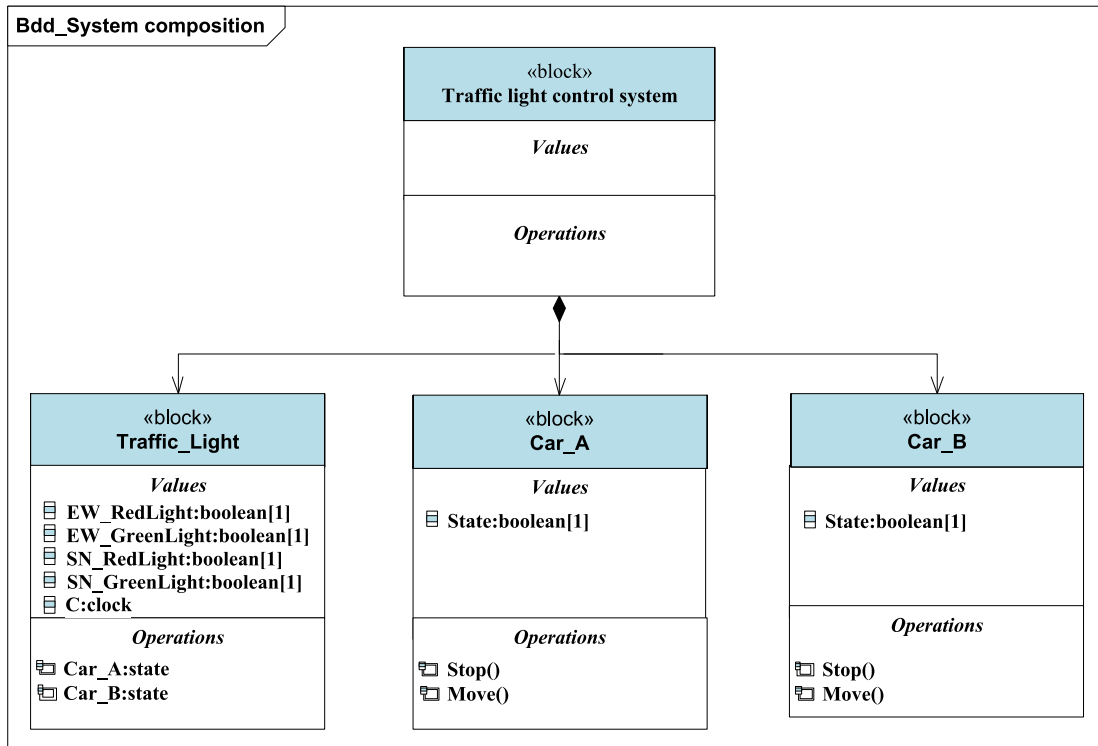 Bdd_System composition
«block»
Traffic light control system
Values
Operations
«block»
Traffic_Light
Values
EW_RedLight:boolean[1]
EW_GreenLight:boolean[1]
SN_RedLight:boolean[1]
SN_GreenLight:boolean[1]
C:clock
Operations
Car_A:state
Car_B:state
«block»
Car_A
Values
State:boolean[1]
Operations
Stop()
Move()
«block»
Car_B
Values
State:boolean[1]
Operations
Stop()
Move()